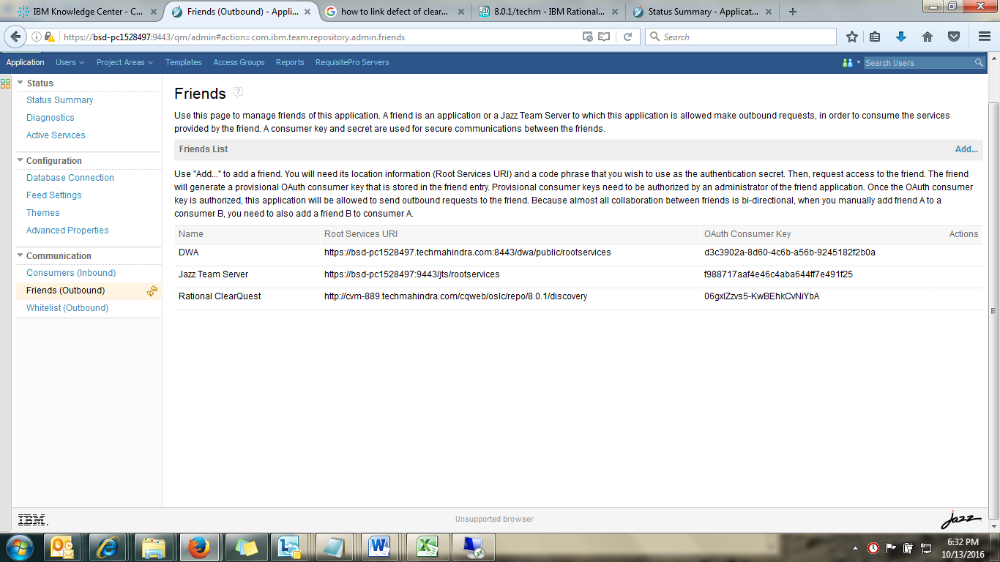 IBM Knowledge Center - C...
Friends (Outbound) - Appli...
how to link defect of clear...
8.0.1/techm - IBM Rational...
Status Summary - Applicat...
https://bsd-pc1528497:9443/qm/admin#action=com.ibm.team.repository.admin.friends
Search
Application
Users
Project Areas
Templates
Access Groups
Reports
RequisitePro Servers
Search Users
Status
Status Summary
Diagnostics
Active Services
Configuration
Database Connection
Feed Settings
Themes
Advanced Properties
Communication
Consumers (Inbound)
Friends (Outbound)
Whitelist (Outbound)
Friends ?
Use this page to manage friends of this application. A friend is an application or a Jazz Team Server to which this application is allowed make outbound requests, in order to consume the services
provided by the friend. A consumer key and secret are used for secure communications between the friends.
Friends List Add...
Use "Add..." to add a friend. You will need its location information (Root Services URI) and a code phrase that you wish to use as the authentication secret. Then, request access to the friend. The friend
will generate a provisional OAuth consumer key that is stored in the friend entry. Provisional consumer keys need to be authorized by an administrator of the friend application. Once the OAuth consumer
key is authorized, this application will be allowed to send outbound requests to the friend. Because almost all collaboration between friends is bi-directional, when you manually add friend A to a
consumer B, you need to also add a friend B to consumer A.
Name Root Services URI OAuth Consumer Key Actions
DWA https://bsd-pc1528497.techmahindra.com:8443/dwa/public/rootservices d3c3902a-8d60-4c6b-a56b-9245182f2b0a
Jazz Team Server https://bsd-pc1528497:9443/jts/rootservices f988717aaf4e46c4aba644ff7e491f25
Rational ClearQuest http://cvm-889.techmahindra.com/cqweb/oslc/repo/8.0.1/discovery 06gxlZzvs5-KwBEhkCvNiYbA
IBM.
Unsupported browser
jazz
6:32 PM
10/13/2016